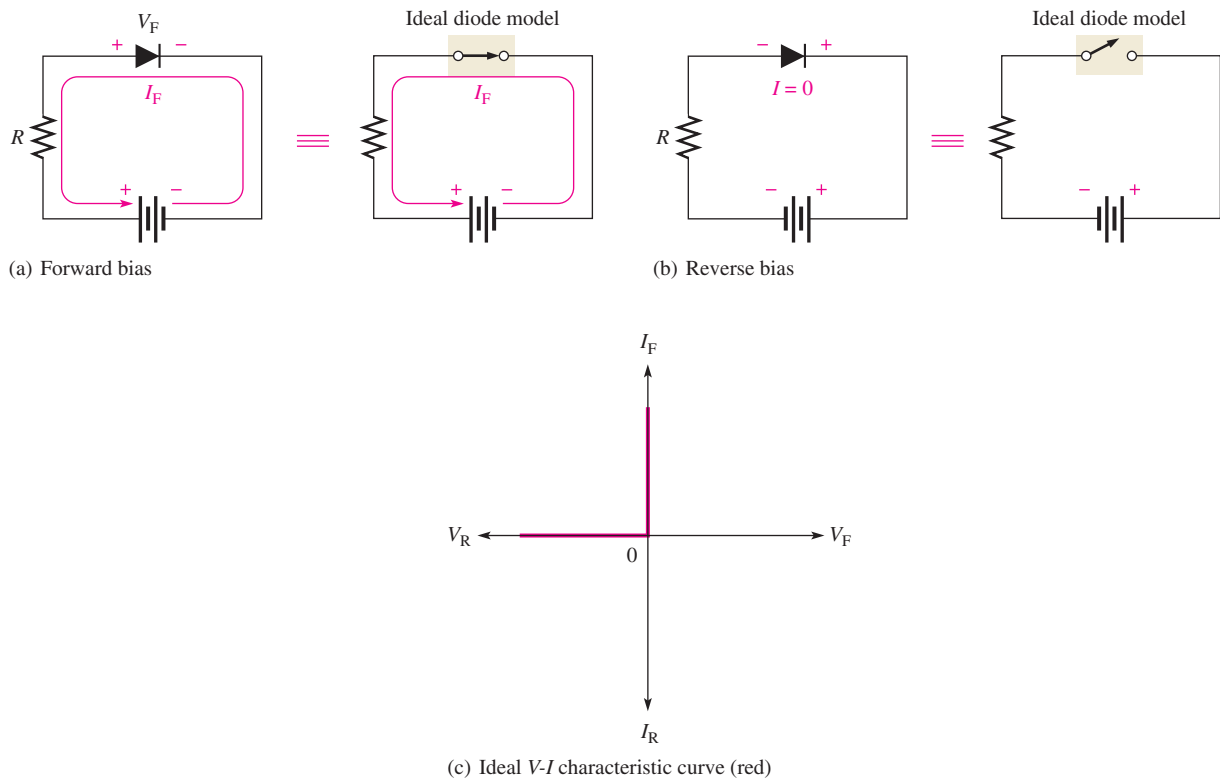 V_F
+ −
I_F
R
+ −
Ideal diode model
I_F
+ −
(a) Forward bias
− +
I = 0
R
− +
Ideal diode model
− +
(b) Reverse bias
I_F
V_R
0
V_F
I_R
(c) Ideal V-I characteristic curve (red)